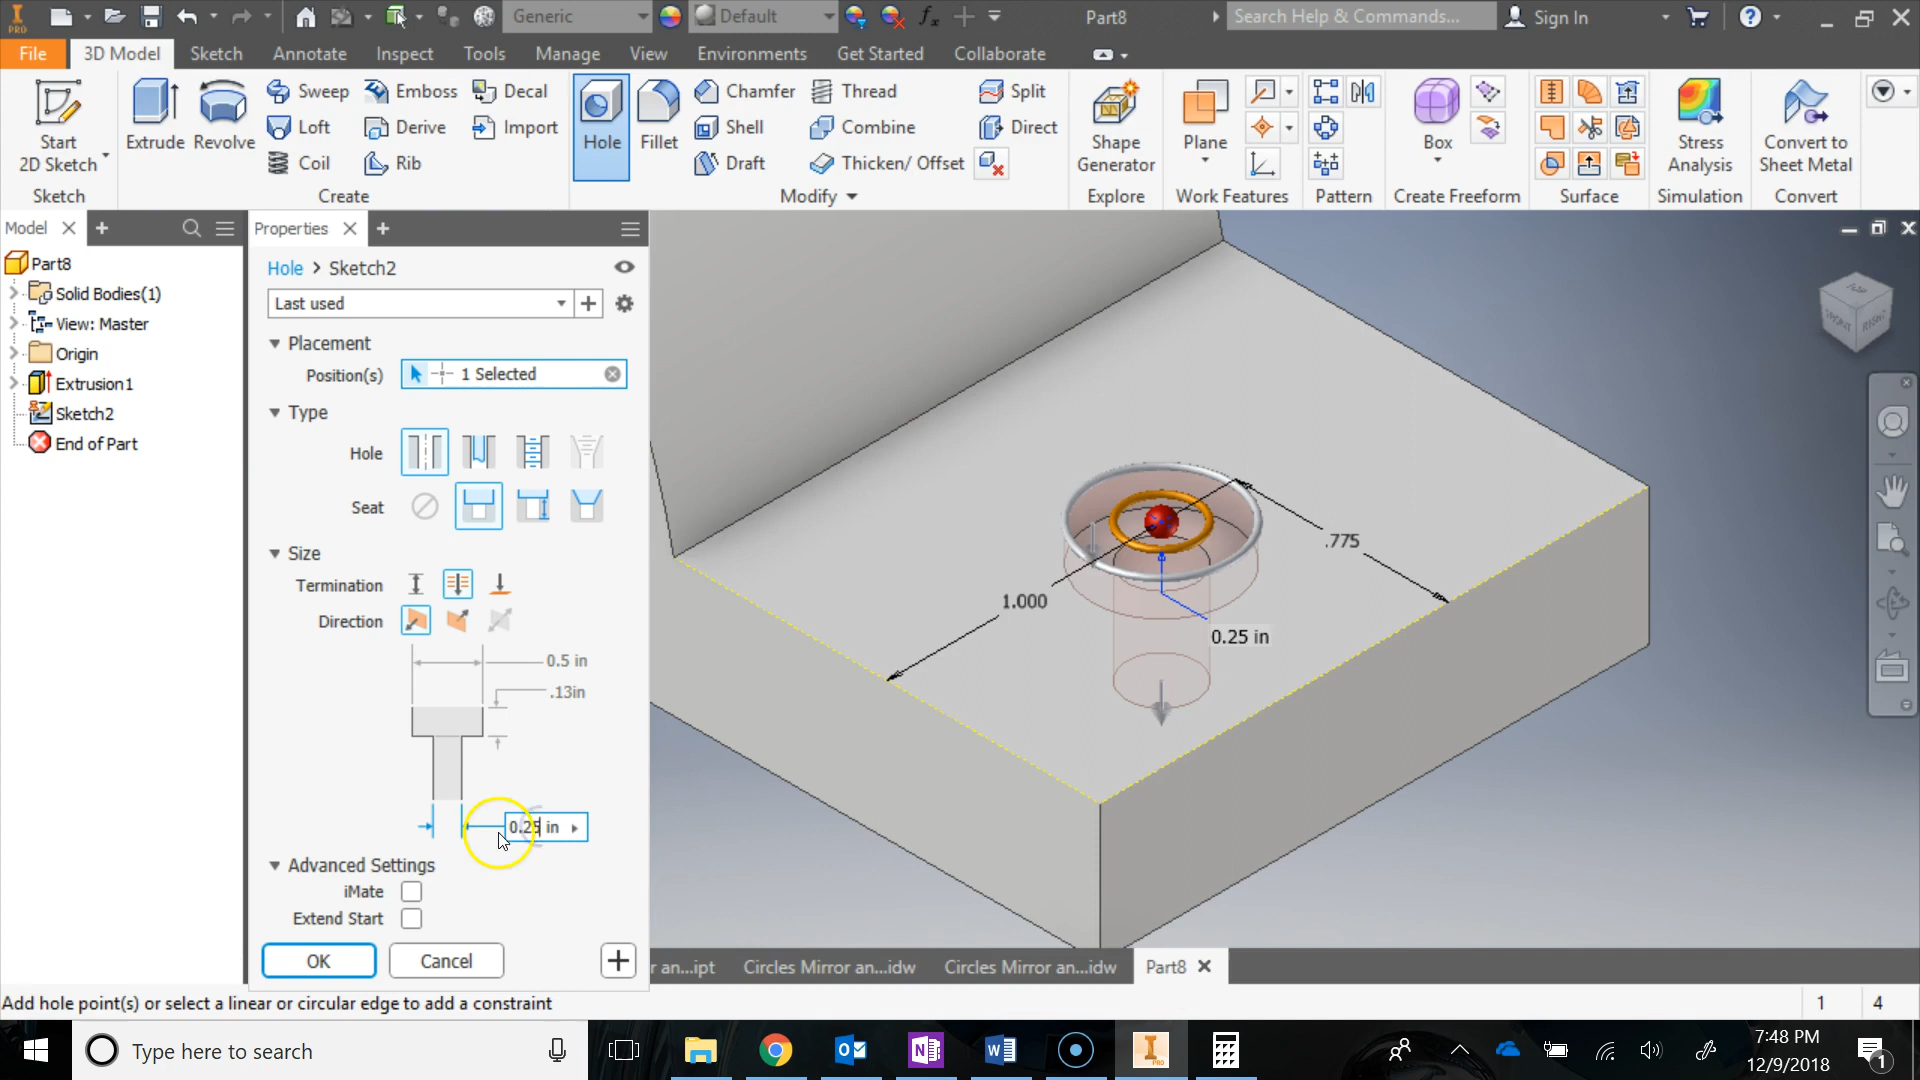 PRO
Generic
Default
fx
Part8
Search Help & Commands...
Sign In
File
3D Model
Sketch
Annotate
Inspect
Tools
Manage
View
Environments
Get Started
Collaborate
Start
2D Sketch
Sketch
Extrude
Revolve
Sweep
Loft
Coil
Emboss
Derive
Rib
Decal
Import
Create
Hole
Fillet
Chamfer
Shell
Draft
Thread
Combine
Thicken/ Offset
Split
Direct
Modify
Shape
Generator
Explore
Plane
Work Features
Pattern
Box
Create Freeform
Surface
Stress
Analysis
Simulation
Convert to
Sheet Metal
Convert
Model
Part8
Solid Bodies(1)
View: Master
Origin
Extrusion1
Sketch2
End of Part
Properties
Hole > Sketch2
Last used
Placement
Position(s)
1 Selected
Type
Hole
Seat
Size
Termination
Direction
0.5 in
.13in
0.25 in
Advanced Settings
iMate
Extend Start
OK
Cancel
.775
1.000
0.25 in
TOP
FRONT
RIGHT
r an...ipt
Circles Mirror an...idw
Circles Mirror an...idw
Part8
Add hole point(s) or select a linear or circular edge to add a constraint
1
4
Type here to search
7:48 PM
12/9/2018
1